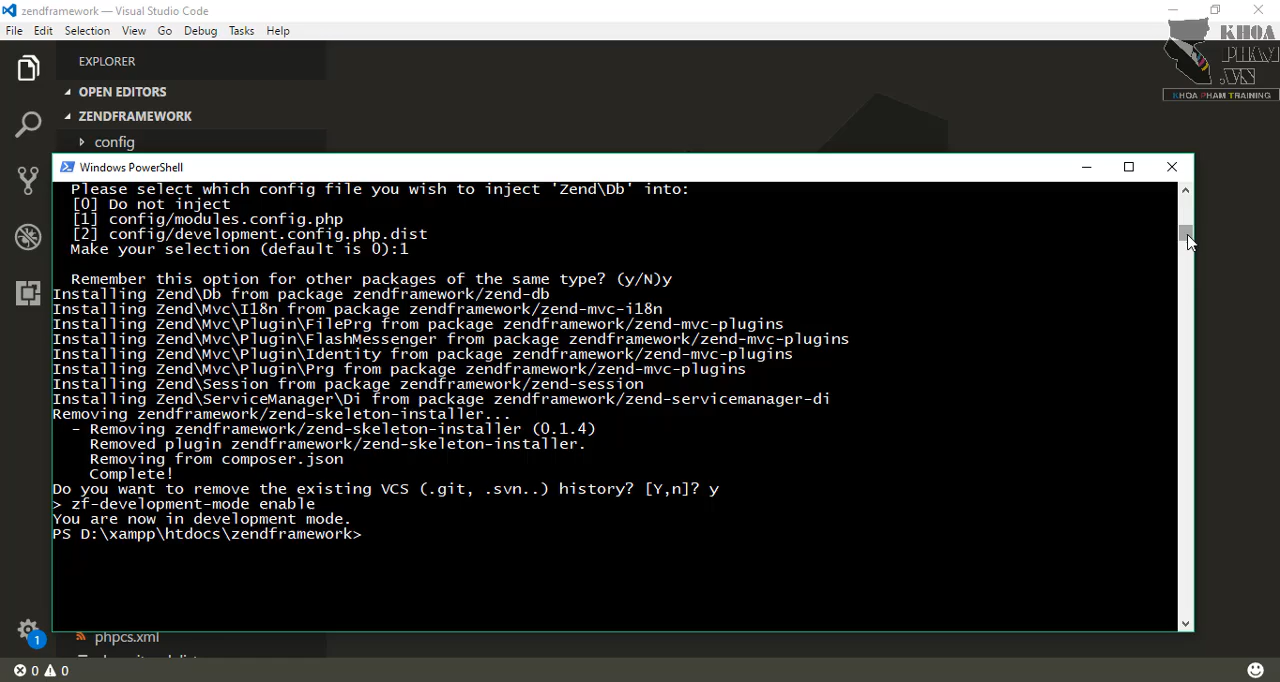 zendframework — Visual Studio Code
File Edit Selection View Go Debug Tasks Help
KHOA
PHAM
.VN
KHOA PHAM TRAINING
EXPLORER
OPEN EDITORS
ZENDFRAMEWORK
config
Windows PowerShell
Please select which config file you wish to inject 'Zend\Db' into:
[0] Do not inject
[1] config/modules.config.php
[2] config/development.config.php.dist
Make your selection (default is 0):1
Remember this option for other packages of the same type? (y/N)y
Installing Zend\Db from package zendframework/zend-db
Installing Zend\Mvc\I18n from package zendframework/zend-mvc-i18n
Installing Zend\Mvc\Plugin\FilePrg from package zendframework/zend-mvc-plugins
Installing Zend\Mvc\Plugin\FlashMessenger from package zendframework/zend-mvc-plugins
Installing Zend\Mvc\Plugin\Identity from package zendframework/zend-mvc-plugins
Installing Zend\Mvc\Plugin\Prg from package zendframework/zend-mvc-plugins
Installing Zend\Session from package zendframework/zend-session
Installing Zend\ServiceManager\Di from package zendframework/zend-servicemanager-di
Removing zendframework/zend-skeleton-installer...
- Removing zendframework/zend-skeleton-installer (0.1.4)
Removed plugin zendframework/zend-skeleton-installer.
Removing from composer.json
Complete!
Do you want to remove the existing VCS (.git, .svn..) history? [Y,n]? y
> zf-development-mode enable
You are now in development mode.
PS D:\xampp\htdocs\zendframework>
1
phpcs.xml
0 0